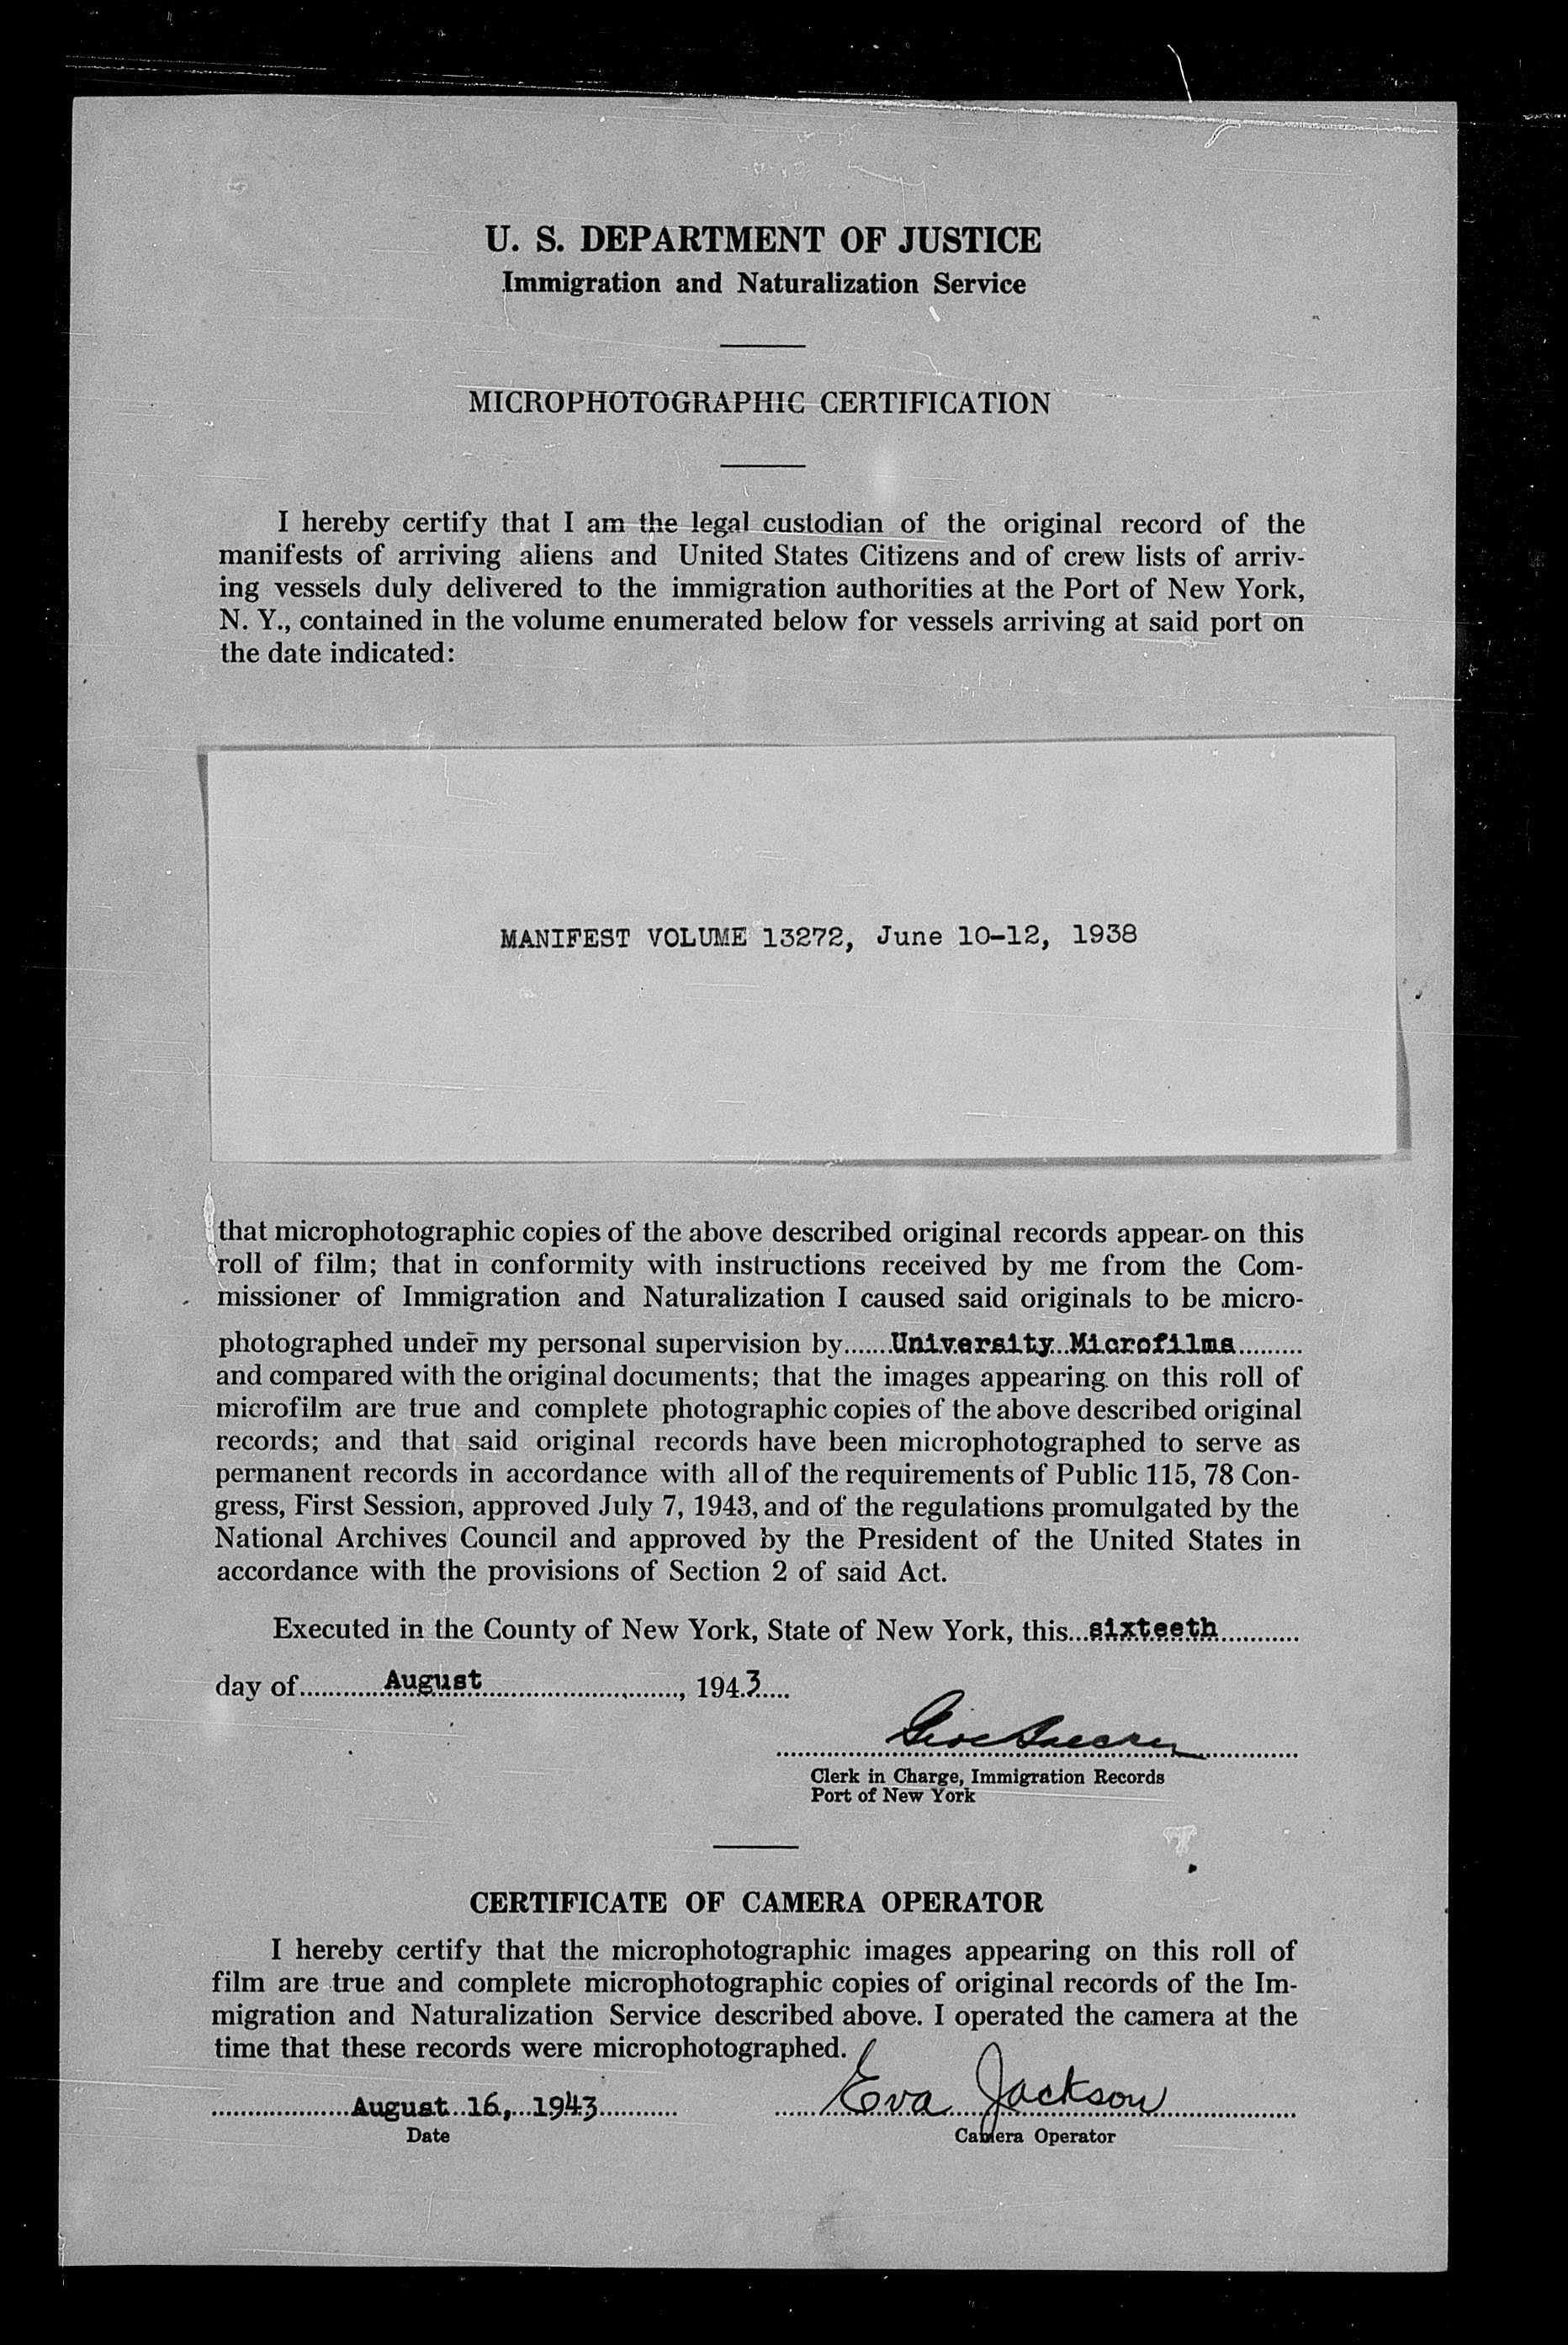 U. S. DEPARTMENT OF JUSTICE
Immigration and Naturalization Service
MICROPHOTOGRAPHIC CERTIFICATION
I hereby certify that I am the legal custodian of the original record of the
manifests of arriving aliens and United States Citizens and of crew lists of arriv-
ing vessels duly delivered to the immigration authorities at the Port of New York,
N. Y., contained in the volume enumerated below for vessels arriving at said port on
the date indicated:
MANIFEST VOLUME 13272, June 10-12, 1938
that microphotographic copies of the above described original records appear on this
roll of film; that in conformity with instructions received by me from the Com-
missioner of Immigration and Naturalization I caused said originals to be micro-
photographed under my personal supervision by.......University Microfilms.........
and compared with the original documents; that the images appearing on this roll of
microfilm are true and complete photographic copies of the above described original
records; and that said original records have been microphotographed to serve as
permanent records in accordance with all of the requirements of Public 115, 78 Con-
gress, First Session, approved July 7, 1943, and of the regulations promulgated by the
National Archives Council and approved by the President of the United States in
accordance with the provisions of Section 2 of said Act.
Executed in the County of New York, State of New York, this...sixteeth............
day of............August............................, 194.3.....
Clerk in Charge, Immigration Records
Port of New York
CERTIFICATE OF CAMERA OPERATOR
I hereby certify that the microphotographic images appearing on this roll of
film are true and complete microphotographic copies of original records of the Im-
migration and Naturalization Service described above. I operated the camera at the
time that these records were microphotographed.
....................August 16, 1943........... Eva Jackson
Date Camera Operator